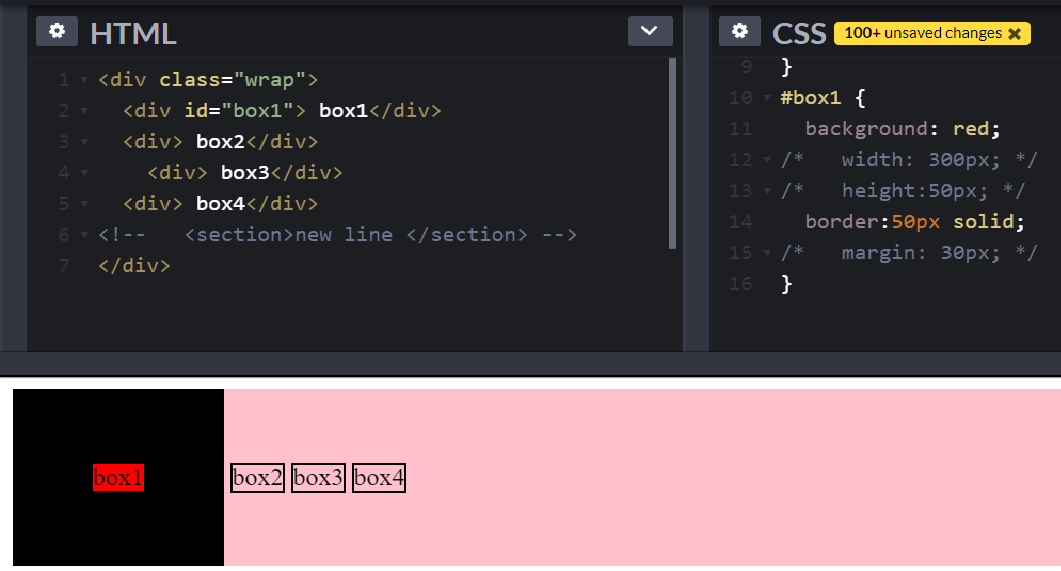 HTML
1 <div class="wrap">
2 <div id="box1"> box1</div>
3 <div> box2</div>
4 <div> box3</div>
5 <div> box4</div>
6 <!-- <section>new line </section> -->
7 </div>
CSS 100+ unsaved changes ✖
9 }
10 #box1 {
11 background: red;
12 /* width: 300px; */
13 /* height:50px; */
14 border:50px solid;
15 /* margin: 30px; */
16 }
box1 box2 box3 box4